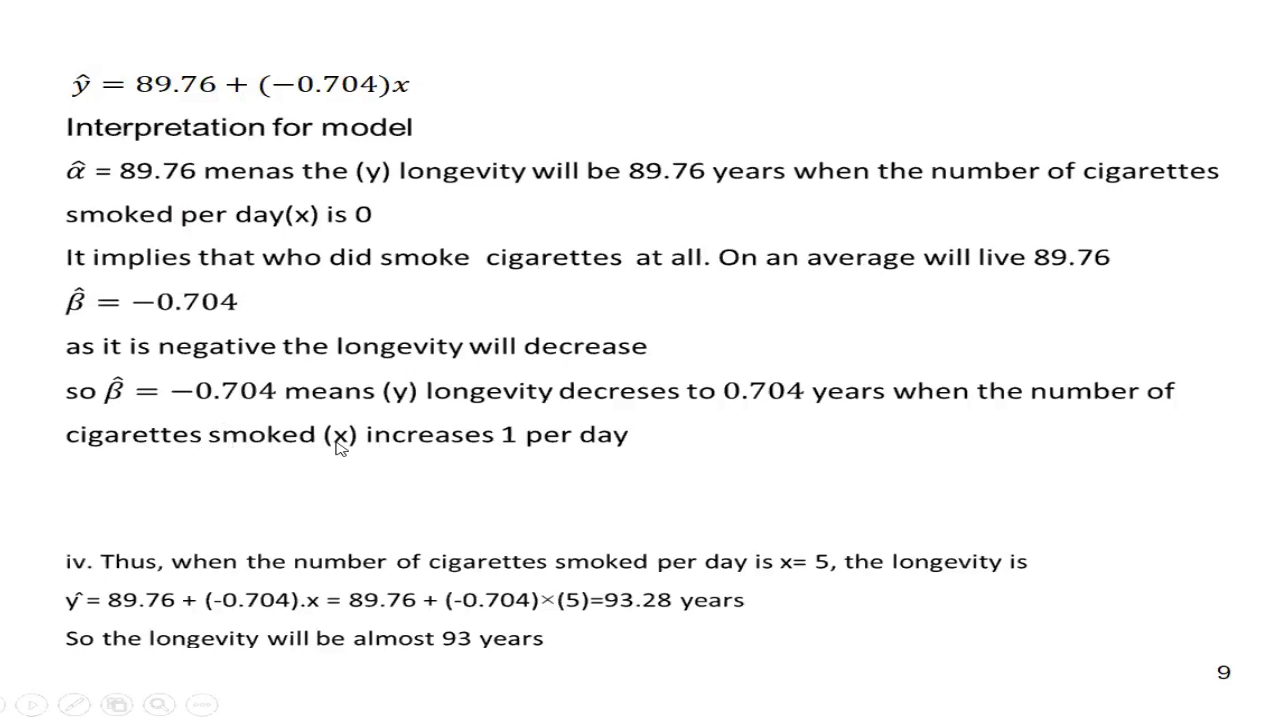 ŷ = 89.76 + (−0.704)x
Interpretation for model
α̂ = 89.76 menas the (y) longevity will be 89.76 years when the number of cigarettes
smoked per day(x) is 0
It implies that who did smoke cigarettes at all. On an average will live 89.76
β̂ = −0.704
as it is negative the longevity will decrease
so β̂ = −0.704 means (y) longevity decreses to 0.704 years when the number of
cigarettes smoked (x) increases 1 per day
iv. Thus, when the number of cigarettes smoked per day is x= 5, the longevity is
ŷ = 89.76 + (-0.704).x = 89.76 + (-0.704)×(5)=93.28 years
So the longevity will be almost 93 years
9